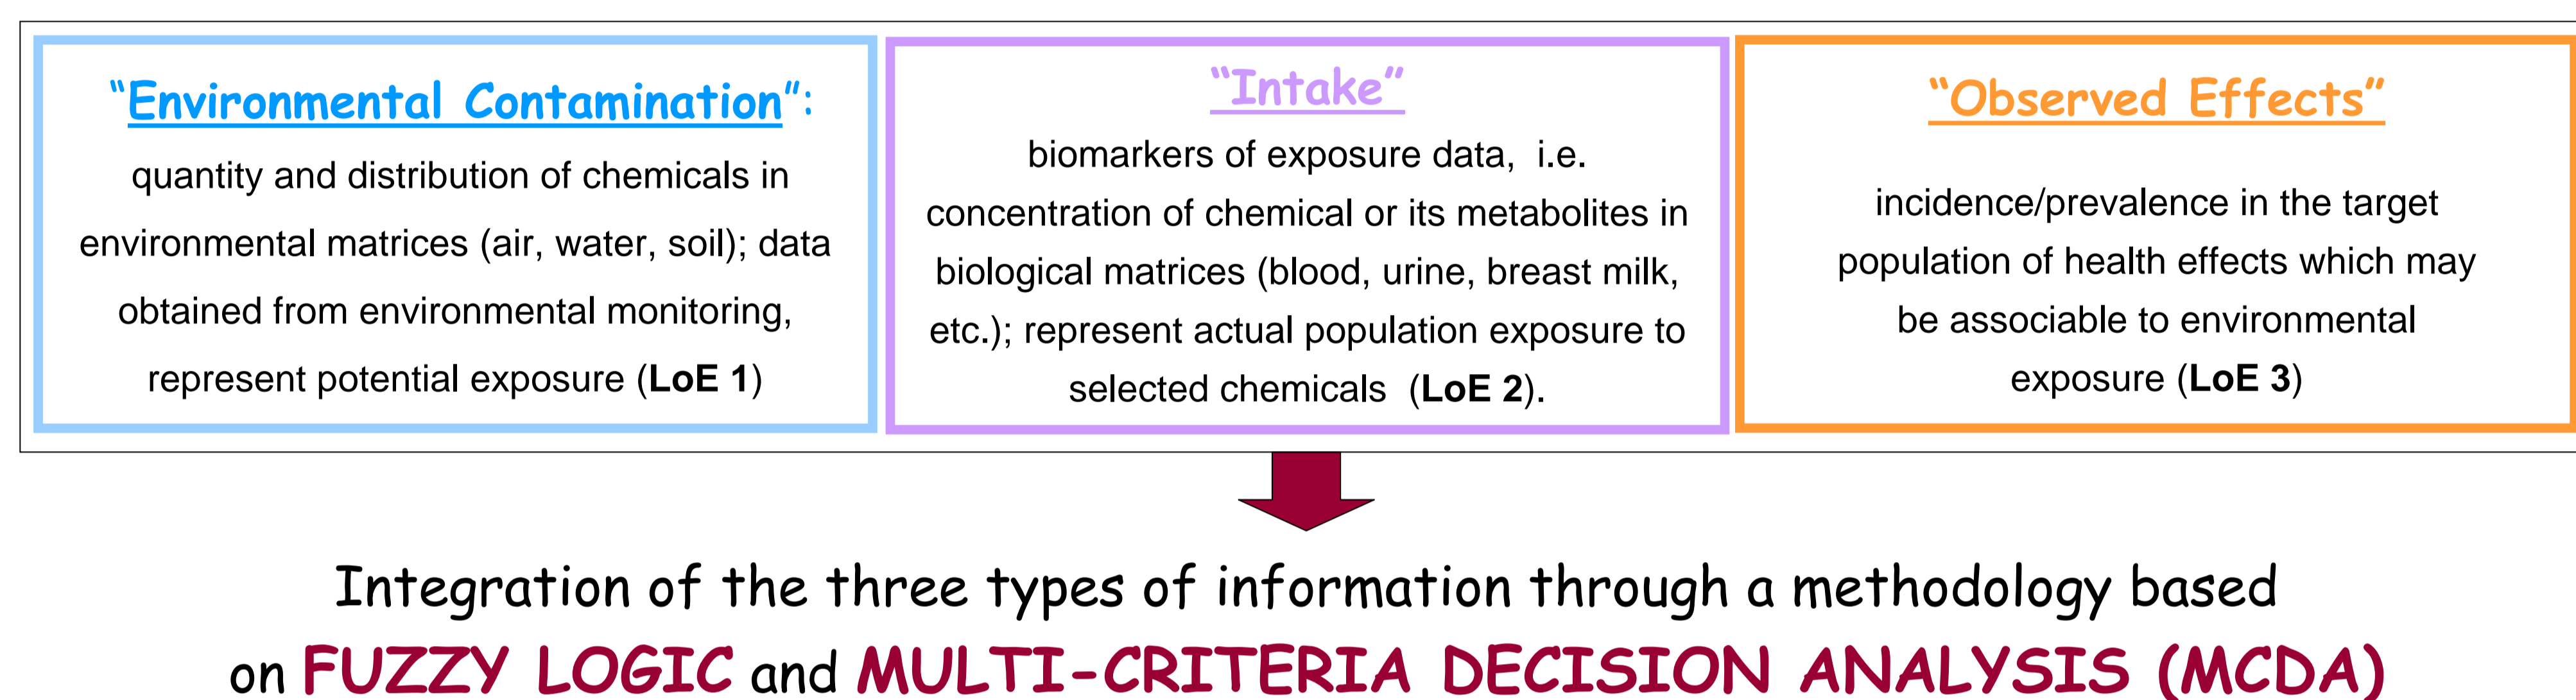 “Environmental Contamination”:
quantity and distribution of chemicals in
environmental matrices (air, water, soil); data
obtained from environmental monitoring,
represent potential exposure (LoE 1)
“Intake”
biomarkers of exposure data, i.e.
concentration of chemical or its metabolites in
biological matrices (blood, urine, breast milk,
etc.); represent actual population exposure to
selected chemicals (LoE 2).
“Observed Effects”
incidence/prevalence in the target
population of health effects which may
be associable to environmental
exposure (LoE 3)
Integration of the three types of information through a methodology based
on FUZZY LOGIC and MULTI-CRITERIA DECISION ANALYSIS (MCDA)